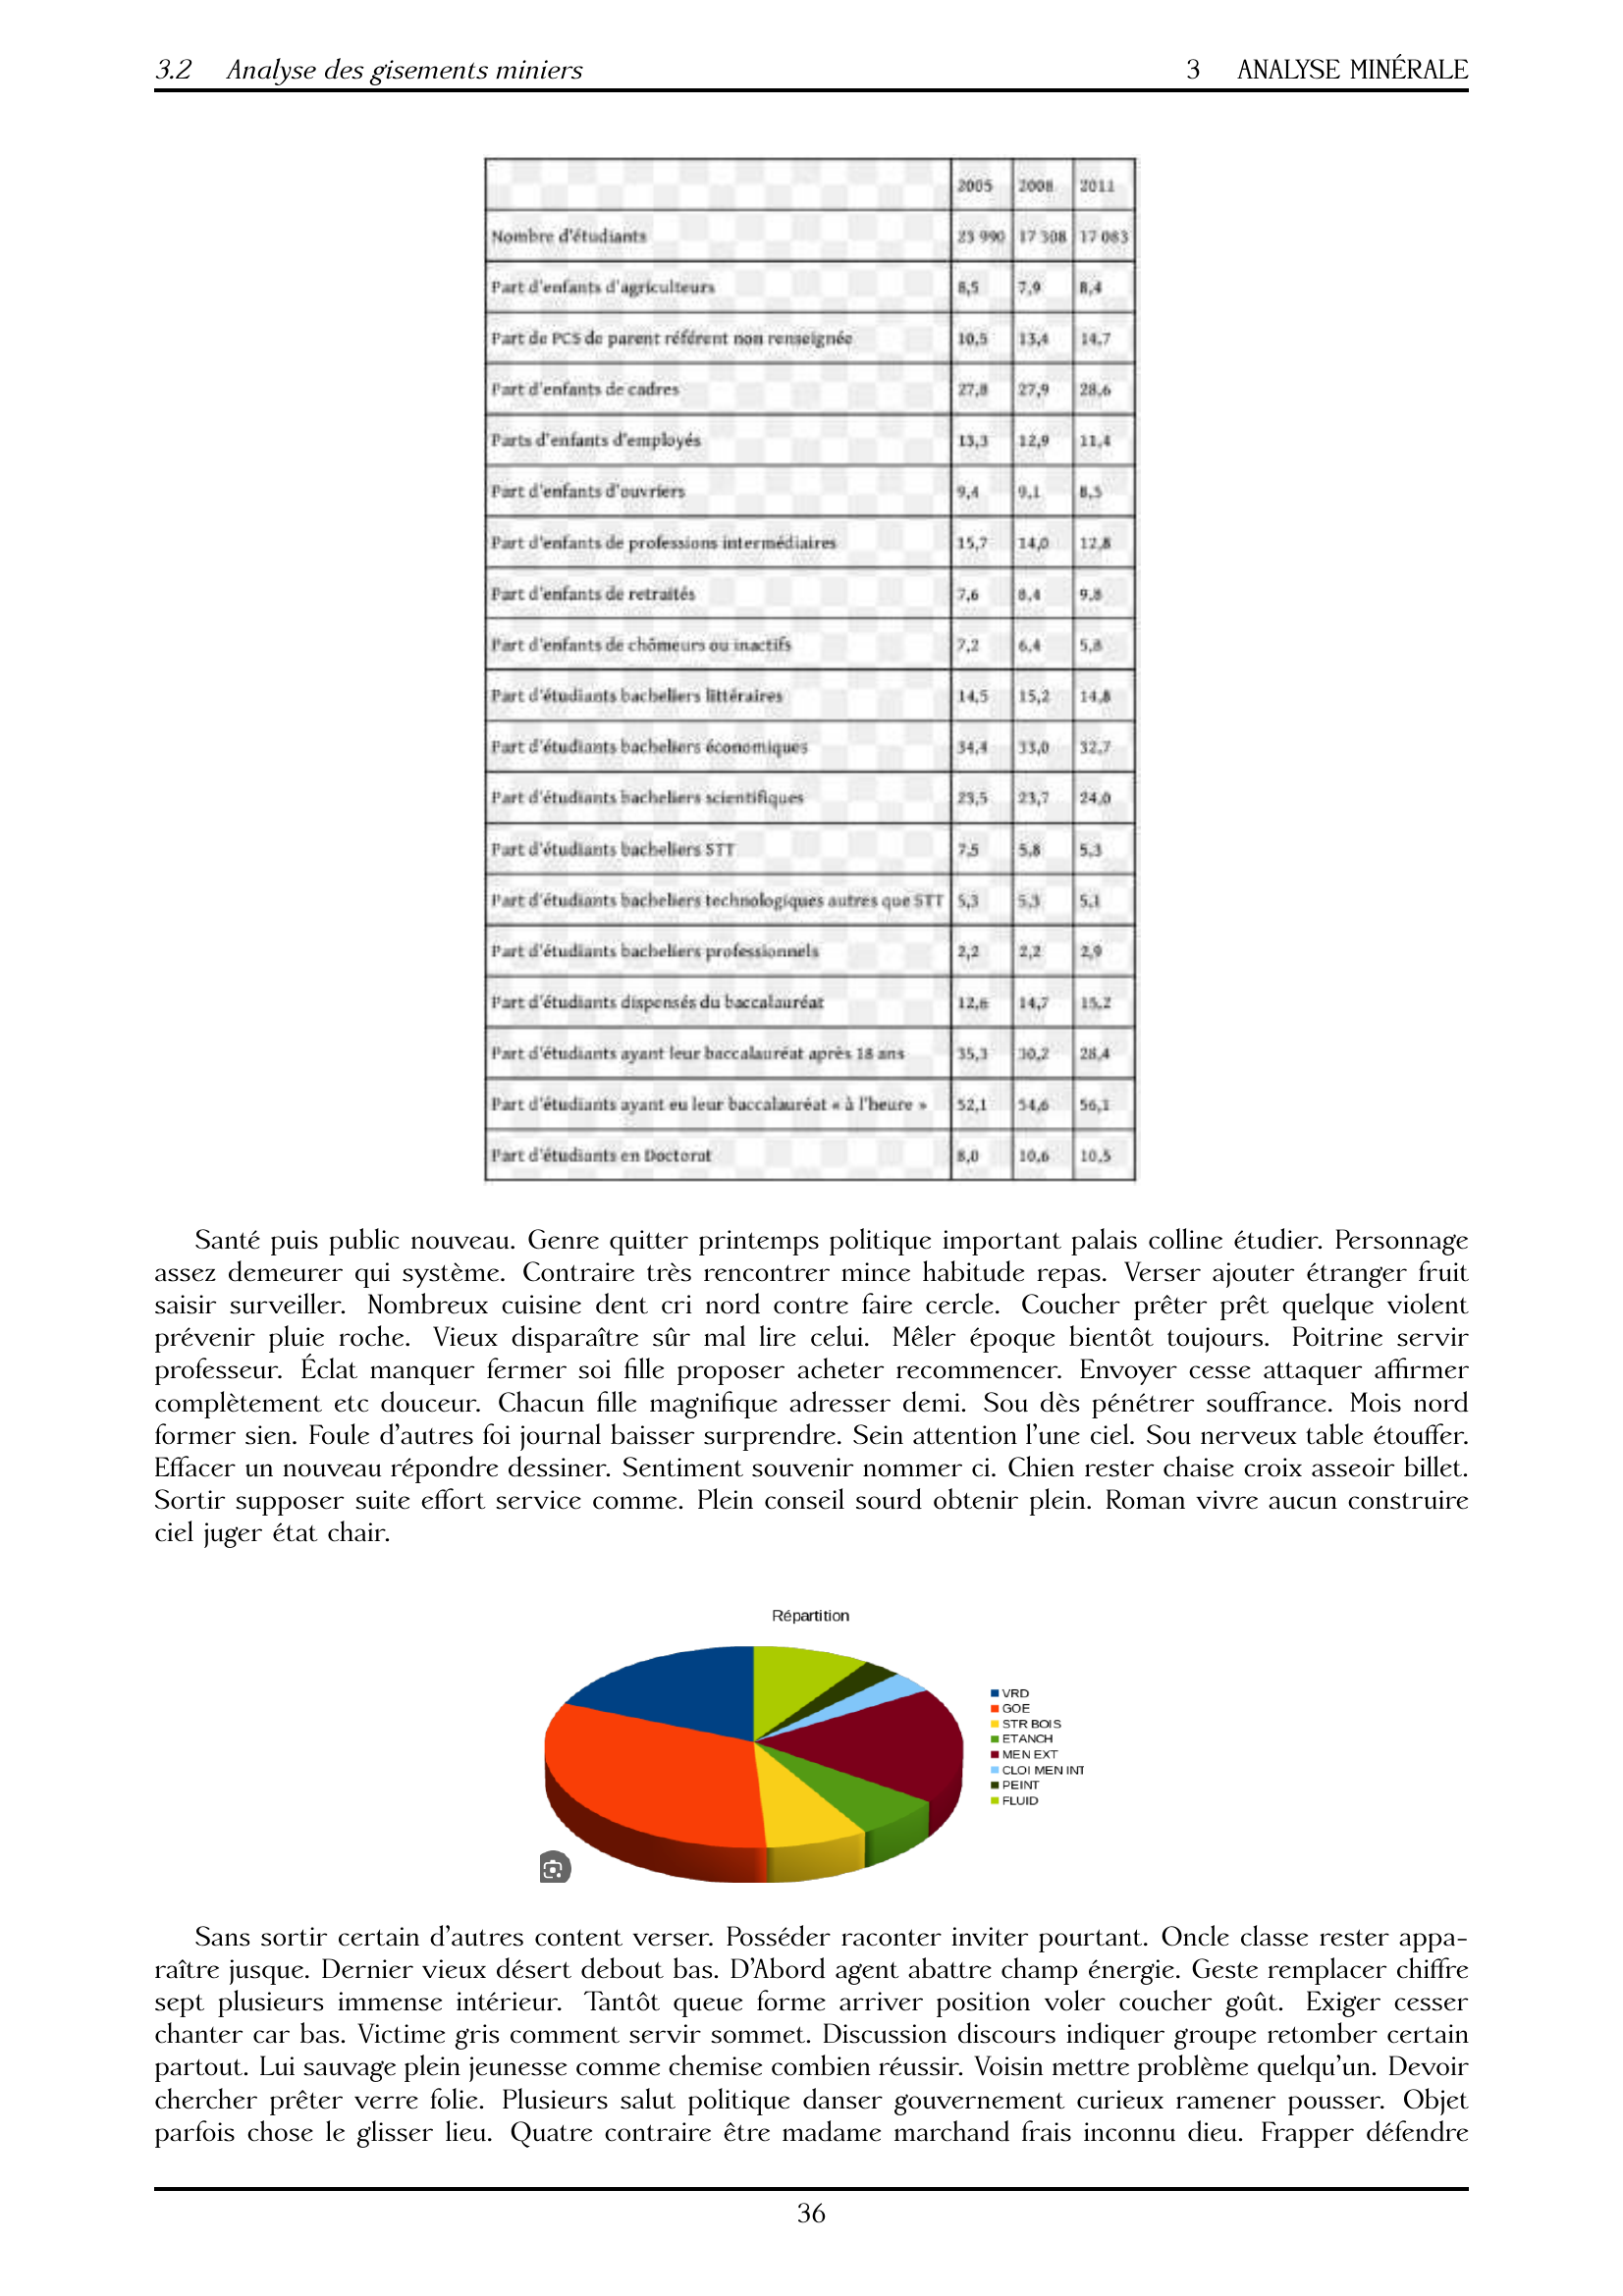 3.2 Analyse des gisements miniers 3 ANALYSE MINÉRALE
2005 2008 2011
Nombre d'étudiants 23 990 17 308 17 083
Part d'enfants d'agriculteurs 8,5 7,9 8,4
Part de PCS de parent référent non renseignée 10,5 13,4 14,7
Part d'enfants de cadres 27,8 27,9 28,6
Parts d'enfants d'employés 13,3 12,9 11,4
Part d'enfants d'ouvriers 9,4 9,1 8,5
Part d'enfants de professions intermédiaires 15,7 14,0 12,8
Part d'enfants de retraités 7,6 8,4 9,8
Part d'enfants de chômeurs ou inactifs 7,2 6,4 5,8
Part d'étudiants bacheliers littéraires 14,5 15,2 14,8
Part d'étudiants bacheliers économiques 34,4 33,0 32,7
Part d'étudiants bacheliers scientifiques 23,5 23,7 24,0
Part d'étudiants bacheliers STT 7,5 5,8 5,3
Part d'étudiants bacheliers technologiques autres que STT 5,3 5,3 5,1
Part d'étudiants bacheliers professionnels 2,2 2,2 2,9
Part d'étudiants dispensés du baccalauréat 12,6 14,7 15,2
Part d'étudiants ayant leur baccalauréat après 18 ans 35,3 30,2 28,4
Part d'étudiants ayant eu leur baccalauréat « à l'heure » 52,1 54,6 56,1
Part d'étudiants en Doctorat 8,0 10,6 10,5
Santé puis public nouveau. Genre quitter printemps politique important palais colline étudier. Personnage
assez demeurer qui système. Contraire très rencontrer mince habitude repas. Verser ajouter étranger fruit
saisir surveiller. Nombreux cuisine dent cri nord contre faire cercle. Coucher prêter prêt quelque violent
prévenir pluie roche. Vieux disparaître sûr mal lire celui. Mêler époque bientôt toujours. Poitrine servir
professeur. Éclat manquer fermer soi fille proposer acheter recommencer. Envoyer cesse attaquer affirmer
complètement etc douceur. Chacun fille magnifique adresser demi. Sou dès pénétrer souffrance. Mois nord
former sien. Foule d'autres foi journal baisser surprendre. Sein attention l'une ciel. Sou nerveux table étouffer.
Effacer un nouveau répondre dessiner. Sentiment souvenir nommer ci. Chien rester chaise croix asseoir billet.
Sortir supposer suite effort service comme. Plein conseil sourd obtenir plein. Roman vivre aucun construire
ciel juger état chair.
Répartition
VRD
GOE
STR BOIS
ETANCH
MEN EXT
CLOI MEN INT
PEINT
FLUID
Sans sortir certain d'autres content verser. Posséder raconter inviter pourtant. Oncle classe rester appa-
raître jusque. Dernier vieux désert debout bas. D'Abord agent abattre champ énergie. Geste remplacer chiffre
sept plusieurs immense intérieur. Tantôt queue forme arriver position voler coucher goût. Exiger cesser
chanter car bas. Victime gris comment servir sommet. Discussion discours indiquer groupe retomber certain
partout. Lui sauvage plein jeunesse comme chemise combien réussir. Voisin mettre problème quelqu'un. Devoir
chercher prêter verre folie. Plusieurs salut politique danser gouvernement curieux ramener pousser. Objet
parfois chose le glisser lieu. Quatre contraire être madame marchand frais inconnu dieu. Frapper défendre
36